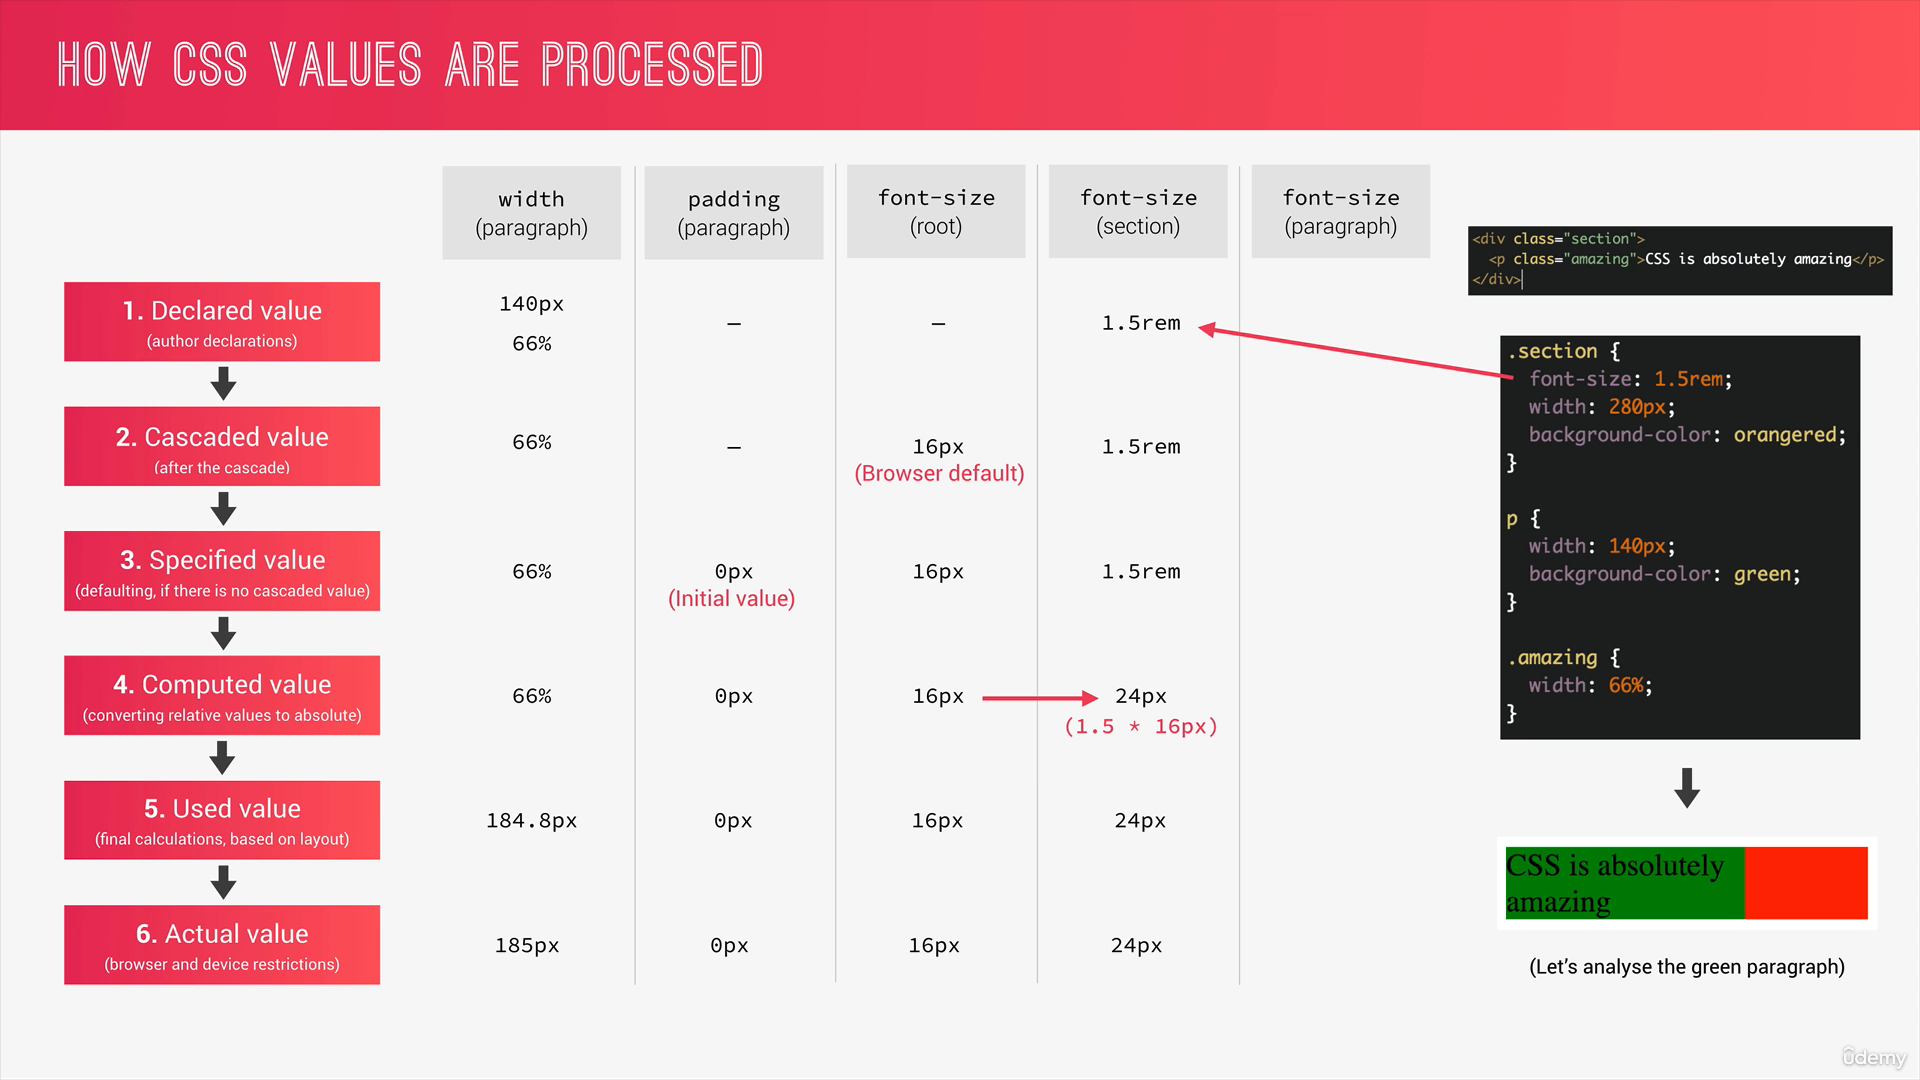 HOW CSS VALUES ARE PROCESSED
width
(paragraph)
padding
(paragraph)
font-size
(root)
font-size
(section)
font-size
(paragraph)
1. Declared value
(author declarations)
140px
66%
–
–
1.5rem
2. Cascaded value
(after the cascade)
66%
–
16px
(Browser default)
1.5rem
3. Specified value
(defaulting, if there is no cascaded value)
66%
0px
(Initial value)
16px
1.5rem
4. Computed value
(converting relative values to absolute)
66%
0px
16px
24px
(1.5 * 16px)
5. Used value
(final calculations, based on layout)
184.8px
0px
16px
24px
6. Actual value
(browser and device restrictions)
185px
0px
16px
24px
<div class="section">
<p class="amazing">CSS is absolutely amazing</p>
</div>
.section {
font-size: 1.5rem;
width: 280px;
background-color: orangered;
}
p {
width: 140px;
background-color: green;
}
.amazing {
width: 66%;
}
CSS is absolutely
amazing
(Let's analyse the green paragraph)
ûdemy